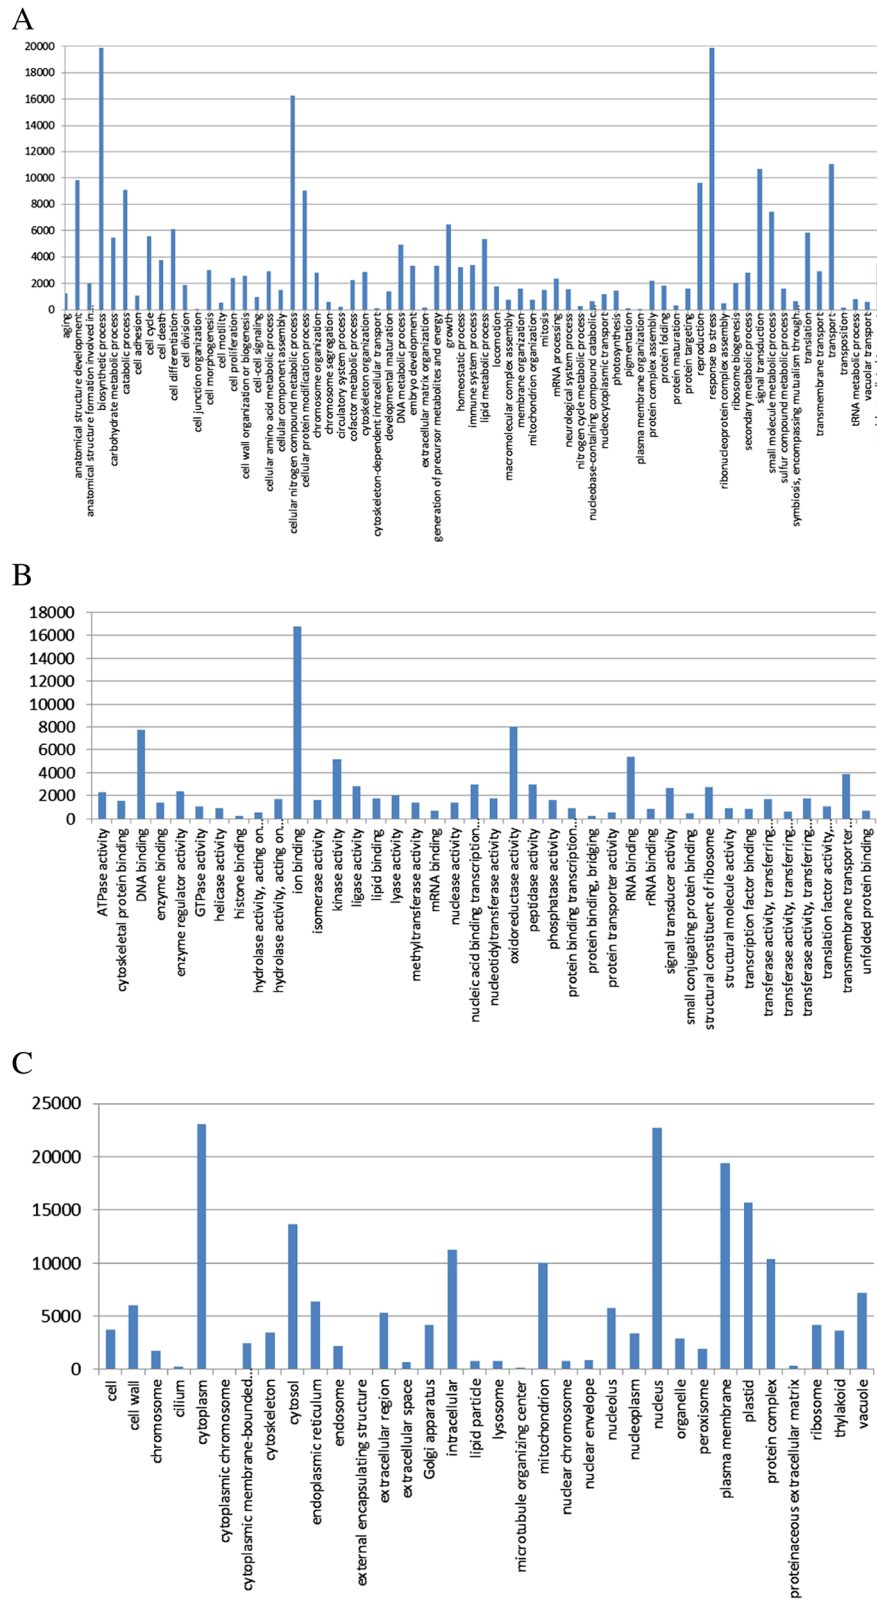 A
20000
18000
16000
14000
12000
10000
8000
6000
4000
2000
0
aging
anatomical structure development
anatomical structure formation involved in...
biosynthetic process
carbohydrate metabolic process
catabolic process
cell adhesion
cell cycle
cell death
cell differentiation
cell division
cell junction organization
cell morphogenesis
cell motility
cell proliferation
cell wall organization or biogenesis
cell-cell signaling
cellular amino acid metabolic process
cellular component assembly
cellular nitrogen compound metabolic process
cellular protein modification process
chromosome organization
chromosome segregation
circulatory system process
cofactor metabolic process
cytoskeleton organization
cytoskeleton-dependent intracellular transport
developmental maturation
DNA metabolic process
embryo development
extracellular matrix organization
generation of precursor metabolites and energy
growth
homeostatic process
immune system process
lipid metabolic process
locomotion
macromolecular complex assembly
membrane organization
mitochondrion organization
mitosis
mRNA processing
neurological system process
nitrogen cycle metabolic process
nucleobase-containing compound catabolic...
nucleocytoplasmic transport
photosynthesis
pigmentation
plasma membrane organization
protein complex assembly
protein folding
protein maturation
protein targeting
reproduction
response to stress
ribonucleoprotein complex assembly
ribosome biogenesis
secondary metabolic process
signal transduction
small molecule metabolic process
sulfur compound metabolic process
symbiosis, encompassing mutualism through...
translation
transmembrane transport
transport
transposition
tRNA metabolic process
vacuolar transport
B
18000
16000
14000
12000
10000
8000
6000
4000
2000
0
ATPase activity
cytoskeletal protein binding
DNA binding
enzyme binding
enzyme regulator activity
GTPase activity
helicase activity
histone binding
hydrolase activity, acting on...
hydrolase activity, acting on...
ion binding
isomerase activity
kinase activity
ligase activity
lipid binding
lyase activity
methyltransferase activity
mRNA binding
nuclease activity
nucleic acid binding transcription...
nucleotidyltransferase activity
oxidoreductase activity
peptidase activity
phosphatase activity
protein binding transcription...
protein binding, bridging
protein transporter activity
RNA binding
rRNA binding
signal transducer activity
small conjugating protein binding
structural constituent of ribosome
structural molecule activity
transcription factor binding
transferase activity, transferring...
transferase activity, transferring...
transferase activity, transferring...
translation factor activity,...
transmembrane transporter...
unfolded protein binding
C
25000
20000
15000
10000
5000
0
cell
cell wall
chromosome
cilium
cytoplasm
cytoplasmic chromosome
cytoplasmic membrane-bounded...
cytoskeleton
cytosol
endoplasmic reticulum
endosome
external encapsulating structure
extracellular region
extracellular space
Golgi apparatus
intracellular
lipid particle
lysosome
microtubule organizing center
mitochondrion
nuclear chromosome
nuclear envelope
nucleolus
nucleoplasm
nucleus
organelle
peroxisome
plasma membrane
plastid
protein complex
proteinaceous extracellular matrix
ribosome
thylakoid
vacuole